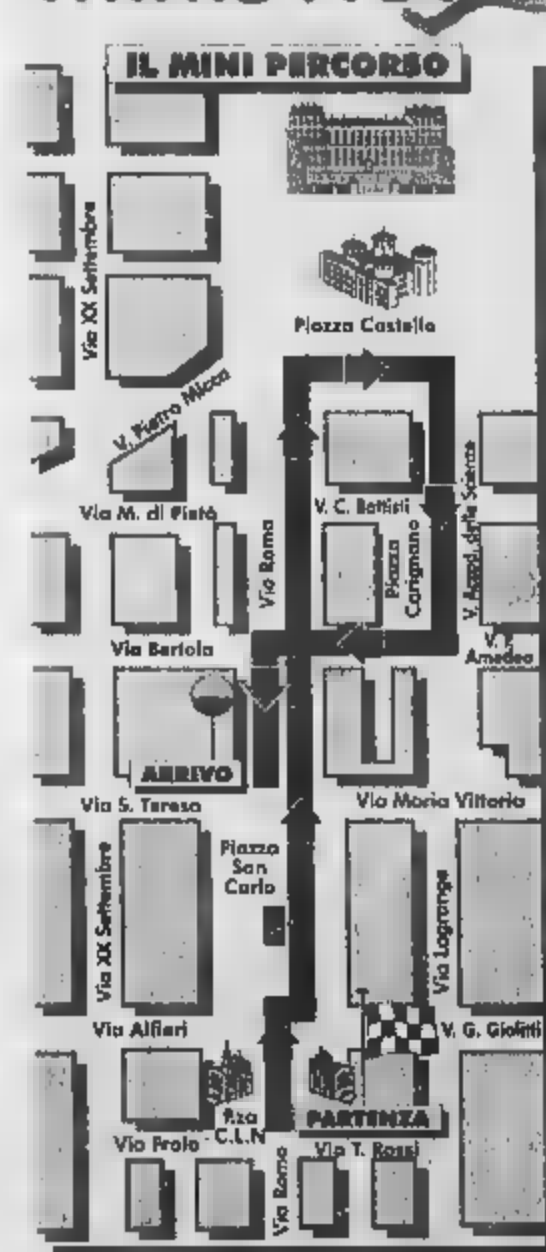 IL MINI PERCORSO
Via XX Settembre
Piazza Castello
V. Pietro Micca
Via M. di Pietà
V. C. Battisti
Via Roma
Piazza
Carignano
V. Accad. delle Scienze
Via Bertola
V. P.
Amedeo
ARRIVO
Via S. Teresa
Via Maria Vittoria
Piazza
San
Carlo
Via XX Settembre
Via Lagrange
Via Alfieri
V. G. Giolitti
P.za
C.L.N
PARTENZA
Via Prato
Via T. Rossi
Via Roma